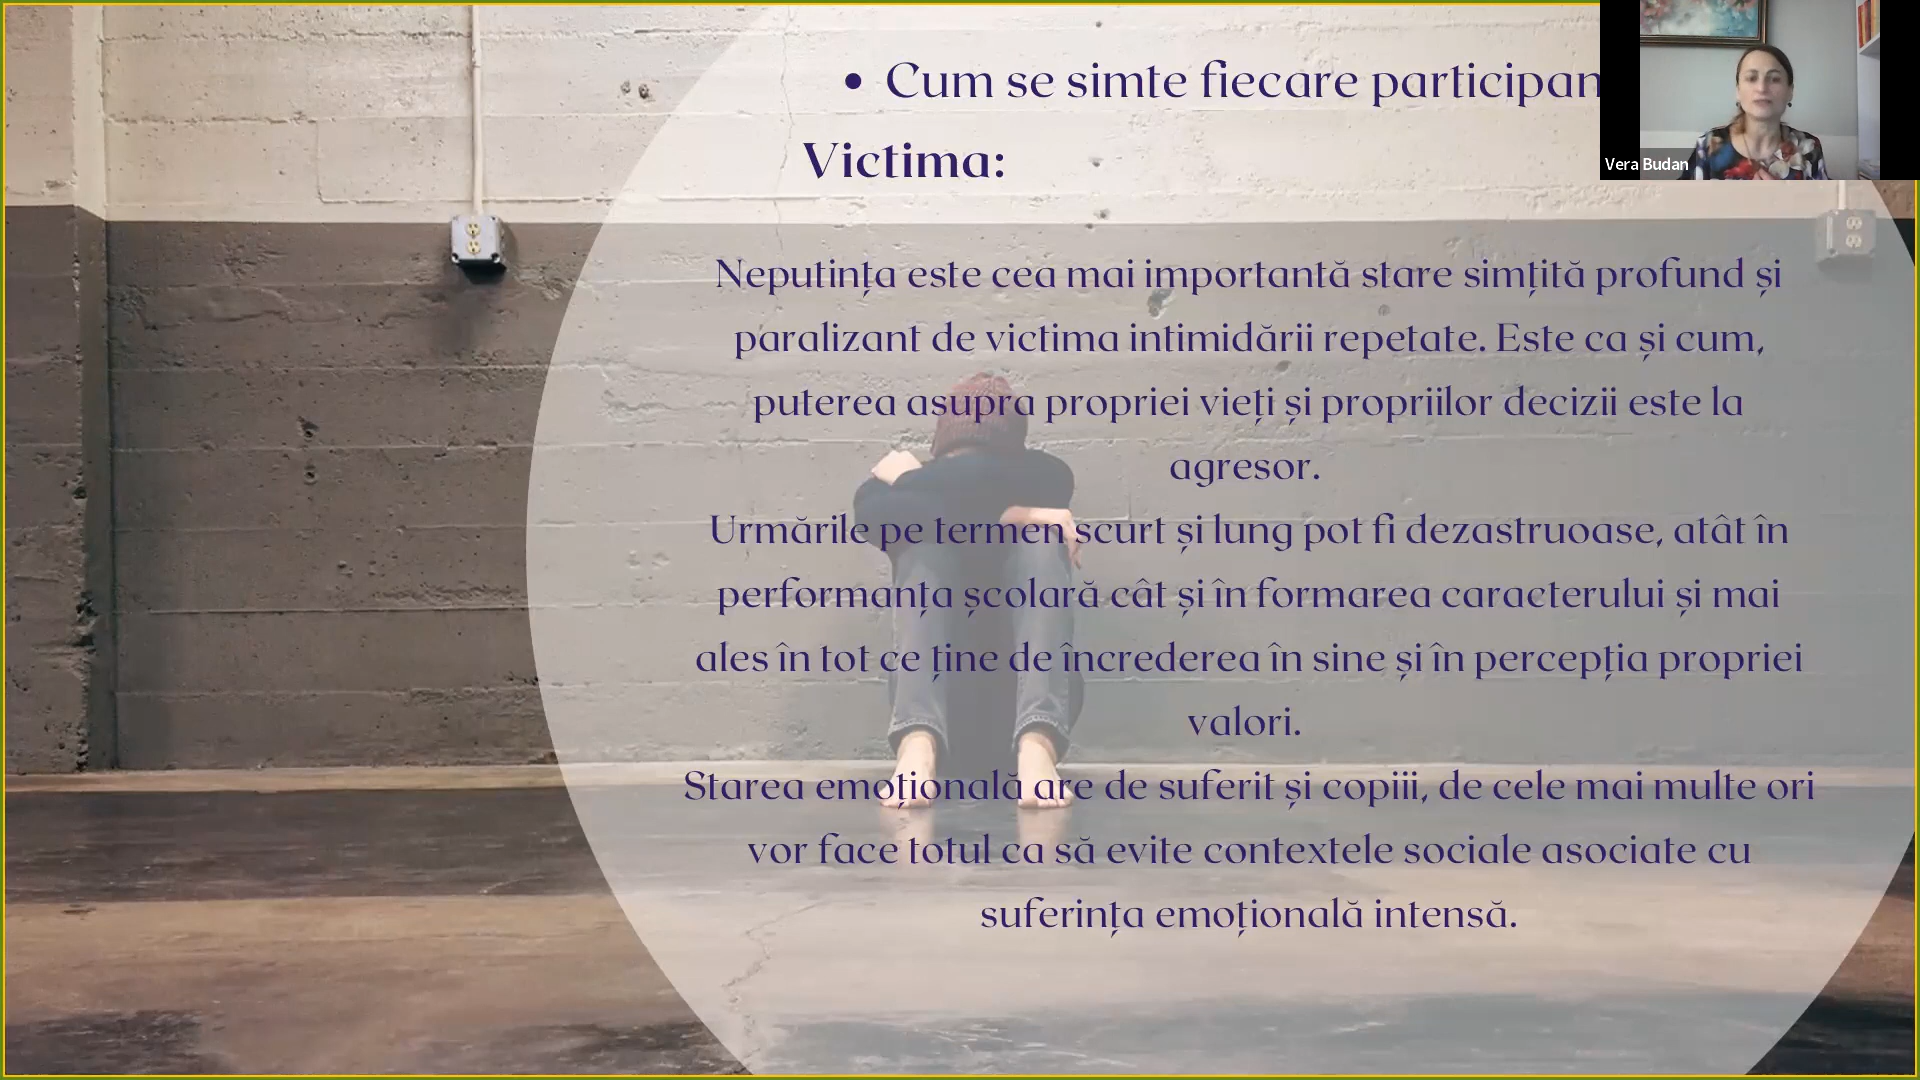 • Cum se simte fiecare participan
Vera Budan
Victima:
Neputința este cea mai importantă stare simțită profund și
paralizant de victima intimidării repetate. Este ca și cum,
puterea asupra propriei vieți și propriilor decizii este la
agresor.
Urmările pe termen scurt și lung pot fi dezastruoase, atât în
performanța școlară cât și în formarea caracterului și mai
ales în tot ce ține de încrederea în sine și în percepția propriei
valori.
Starea emoțională are de suferit și copiii, de cele mai multe ori
vor face totul ca să evite contextele sociale asociate cu
suferința emoțională intensă.